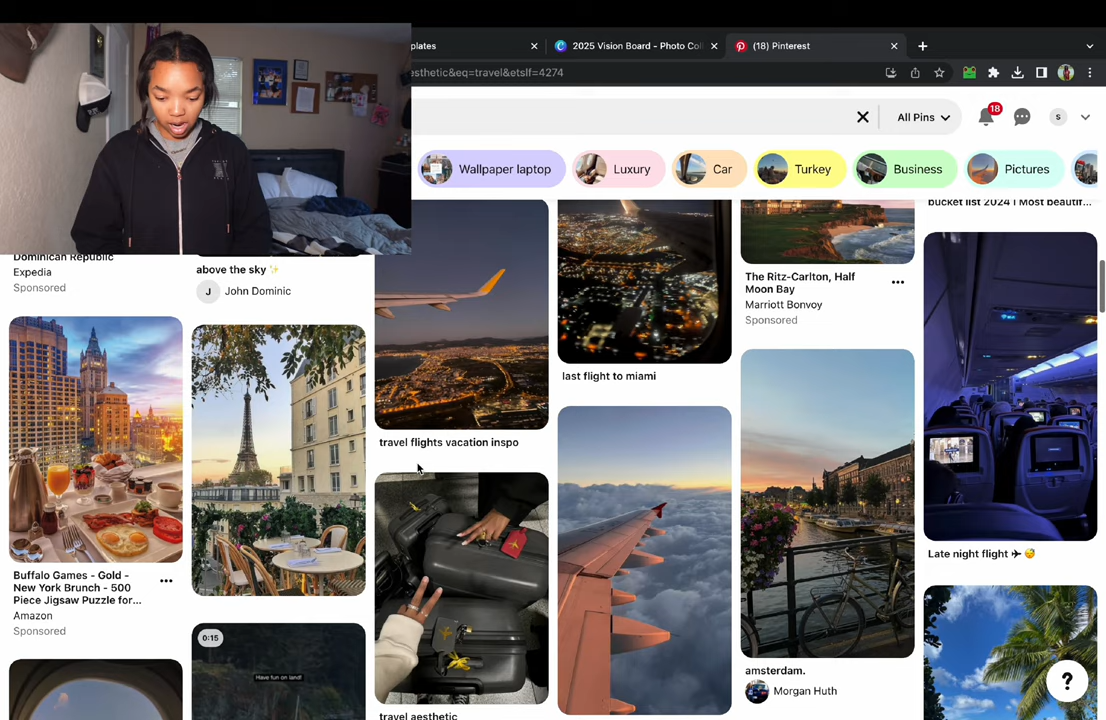 plates
2025 Vision Board - Photo Col
(18) Pinterest
esthetic&eq=travel&etslf=4274
All Pins
18
S
Wallpaper laptop
Luxury
Car
Turkey
Business
Pictures
Dominican Republic
Expedia
Sponsored
above the sky ✨
J
John Dominic
travel flights vacation inspo
last flight to miami
The Ritz-Carlton, Half
Moon Bay
Marriott Bonvoy
Sponsored
bucket list 2024 | Most beautif...
Late night flight ✈ 😴
Buffalo Games - Gold -
New York Brunch - 500
Piece Jigsaw Puzzle for...
Amazon
Sponsored
0:15
Have fun on land!
travel aesthetic
amsterdam.
Morgan Huth
?